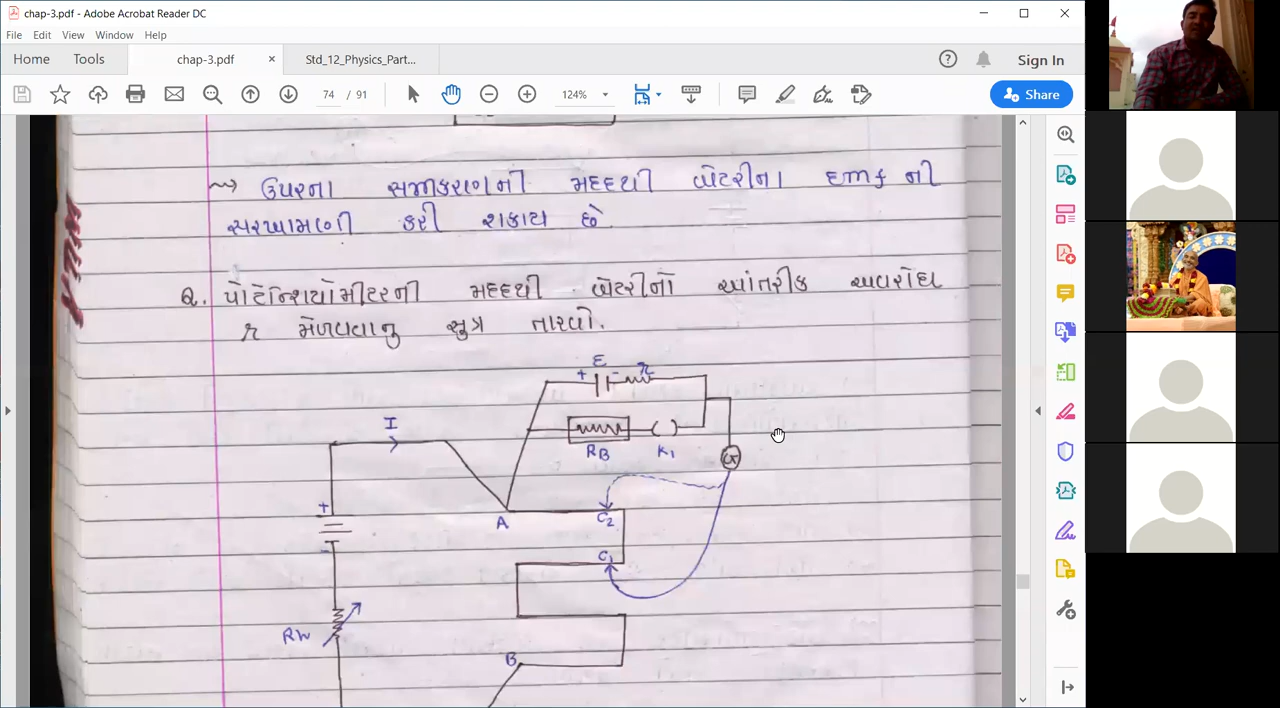 chap-3.pdf - Adobe Acrobat Reader DC
File Edit View Window Help
Home Tools chap-3.pdf × Std_12_Physics_Part... Sign In
74 / 91 124% Share
ઉપરના સમીકરણની મદદથી બેટરીના emf ની
સરખામણી કરી શકાય છે.
Q. પોટેન્શિયોમીટરની મદદથી બેટરીનો આંતરીક અવરોધ
r મેળવવાનુ સુત્ર તારવો.
E
+ - r
I
RB K1
G
+
A C2
C1
-
RH
B